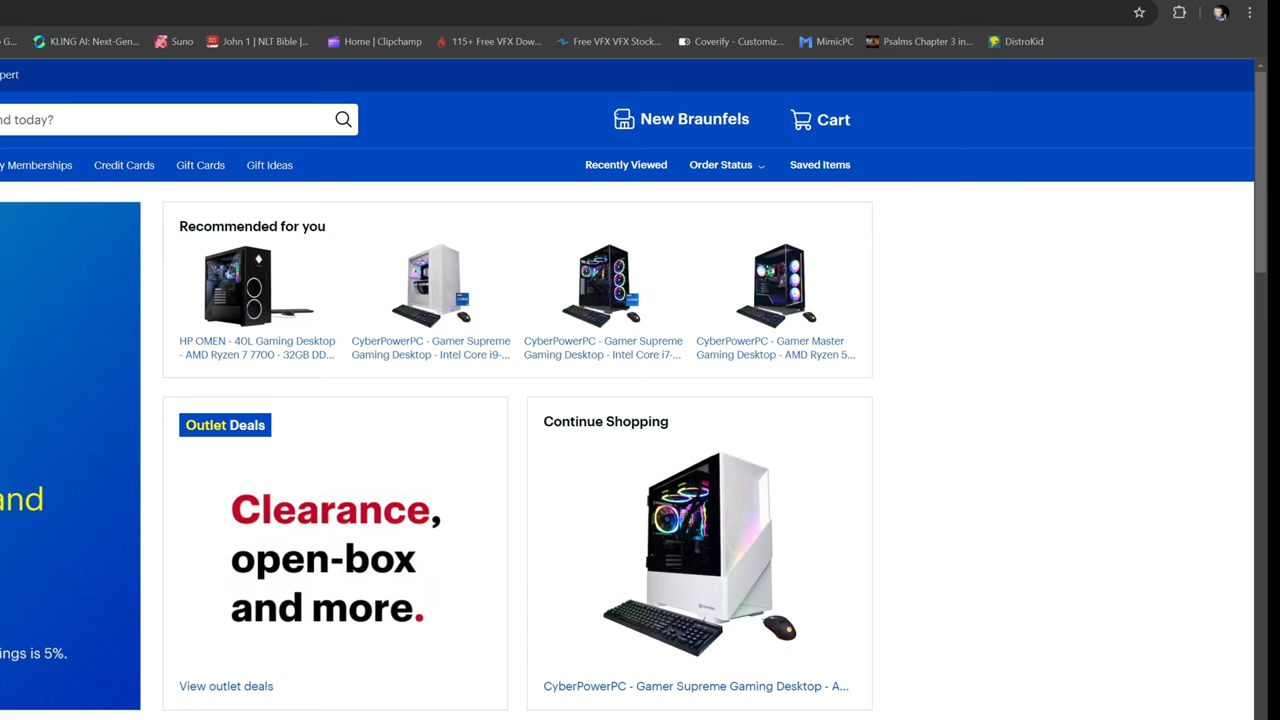 o G...
KLING AI: Next-Gen...
Suno
John 1 | NLT Bible |...
Home | Clipchamp
115+ Free VFX Dow...
Free VFX VFX Stock...
Coverify - Customiz...
MimicPC
Psalms Chapter 3 in...
DistroKid
pert
nd today?
New Braunfels
Cart
y Memberships
Credit Cards
Gift Cards
Gift Ideas
Recently Viewed
Order Status
Saved Items
Recommended for you
HP OMEN - 40L Gaming Desktop
- AMD Ryzen 7 7700 - 32GB DD...
CyberPowerPC - Gamer Supreme
Gaming Desktop - Intel Core i9-...
CyberPowerPC - Gamer Supreme
Gaming Desktop - Intel Core i7-...
CyberPowerPC - Gamer Master
Gaming Desktop - AMD Ryzen 5...
and
ings is 5%.
Outlet Deals
Clearance,
open-box
and more.
View outlet deals
Continue Shopping
CyberPowerPC - Gamer Supreme Gaming Desktop - A...